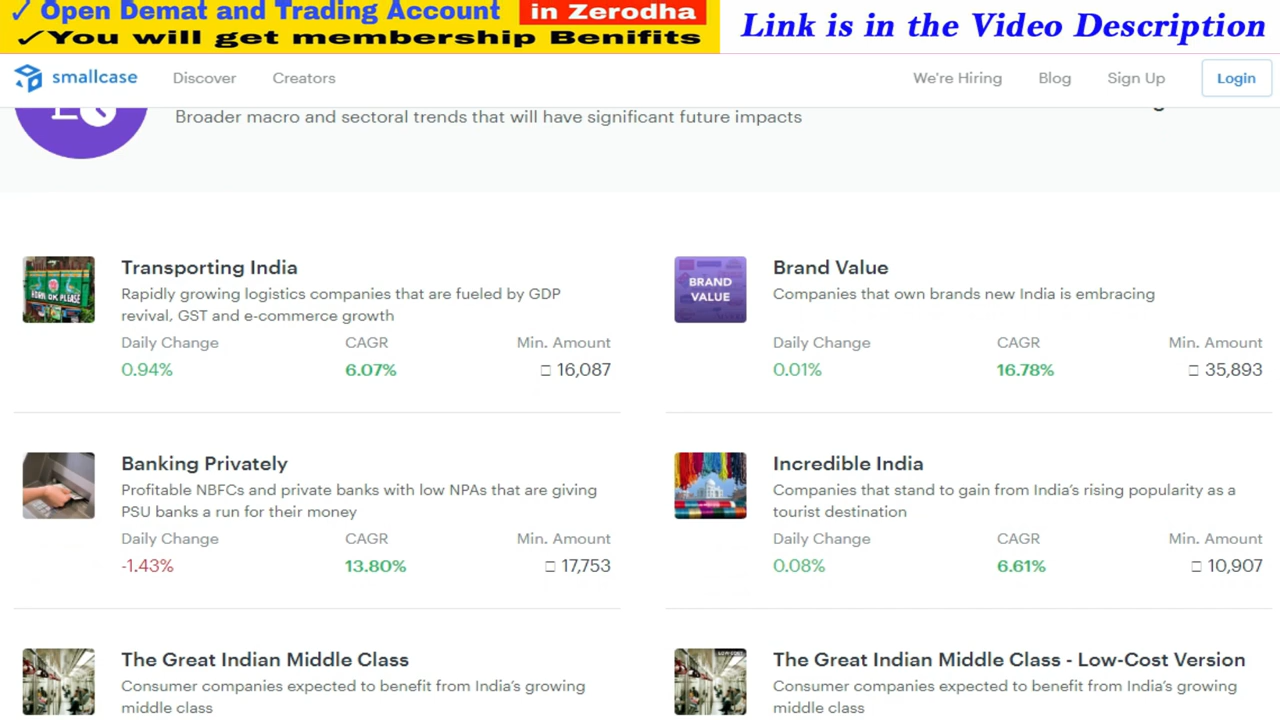 ✓ Open Demat and Trading Account in Zerodha
✓You will get membership Benifits
Link is in the Video Description
smallcase Discover Creators We're Hiring Blog Sign Up Login
Broader macro and sectoral trends that will have significant future impacts
HORN OK PLEASE
Transporting India
Rapidly growing logistics companies that are fueled by GDP
revival, GST and e-commerce growth
Daily Change CAGR Min. Amount
0.94% 6.07% □ 16,087
BRAND
VALUE
Brand Value
Companies that own brands new India is embracing
Daily Change CAGR Min. Amount
0.01% 16.78% □ 35,893
Banking Privately
Profitable NBFCs and private banks with low NPAs that are giving
PSU banks a run for their money
Daily Change CAGR Min. Amount
-1.43% 13.80% □ 17,753
Incredible India
Companies that stand to gain from India’s rising popularity as a
tourist destination
Daily Change CAGR Min. Amount
0.08% 6.61% □ 10,907
The Great Indian Middle Class
Consumer companies expected to benefit from India’s growing
middle class
LOW-COST
The Great Indian Middle Class - Low-Cost Version
Consumer companies expected to benefit from India’s growing
middle class